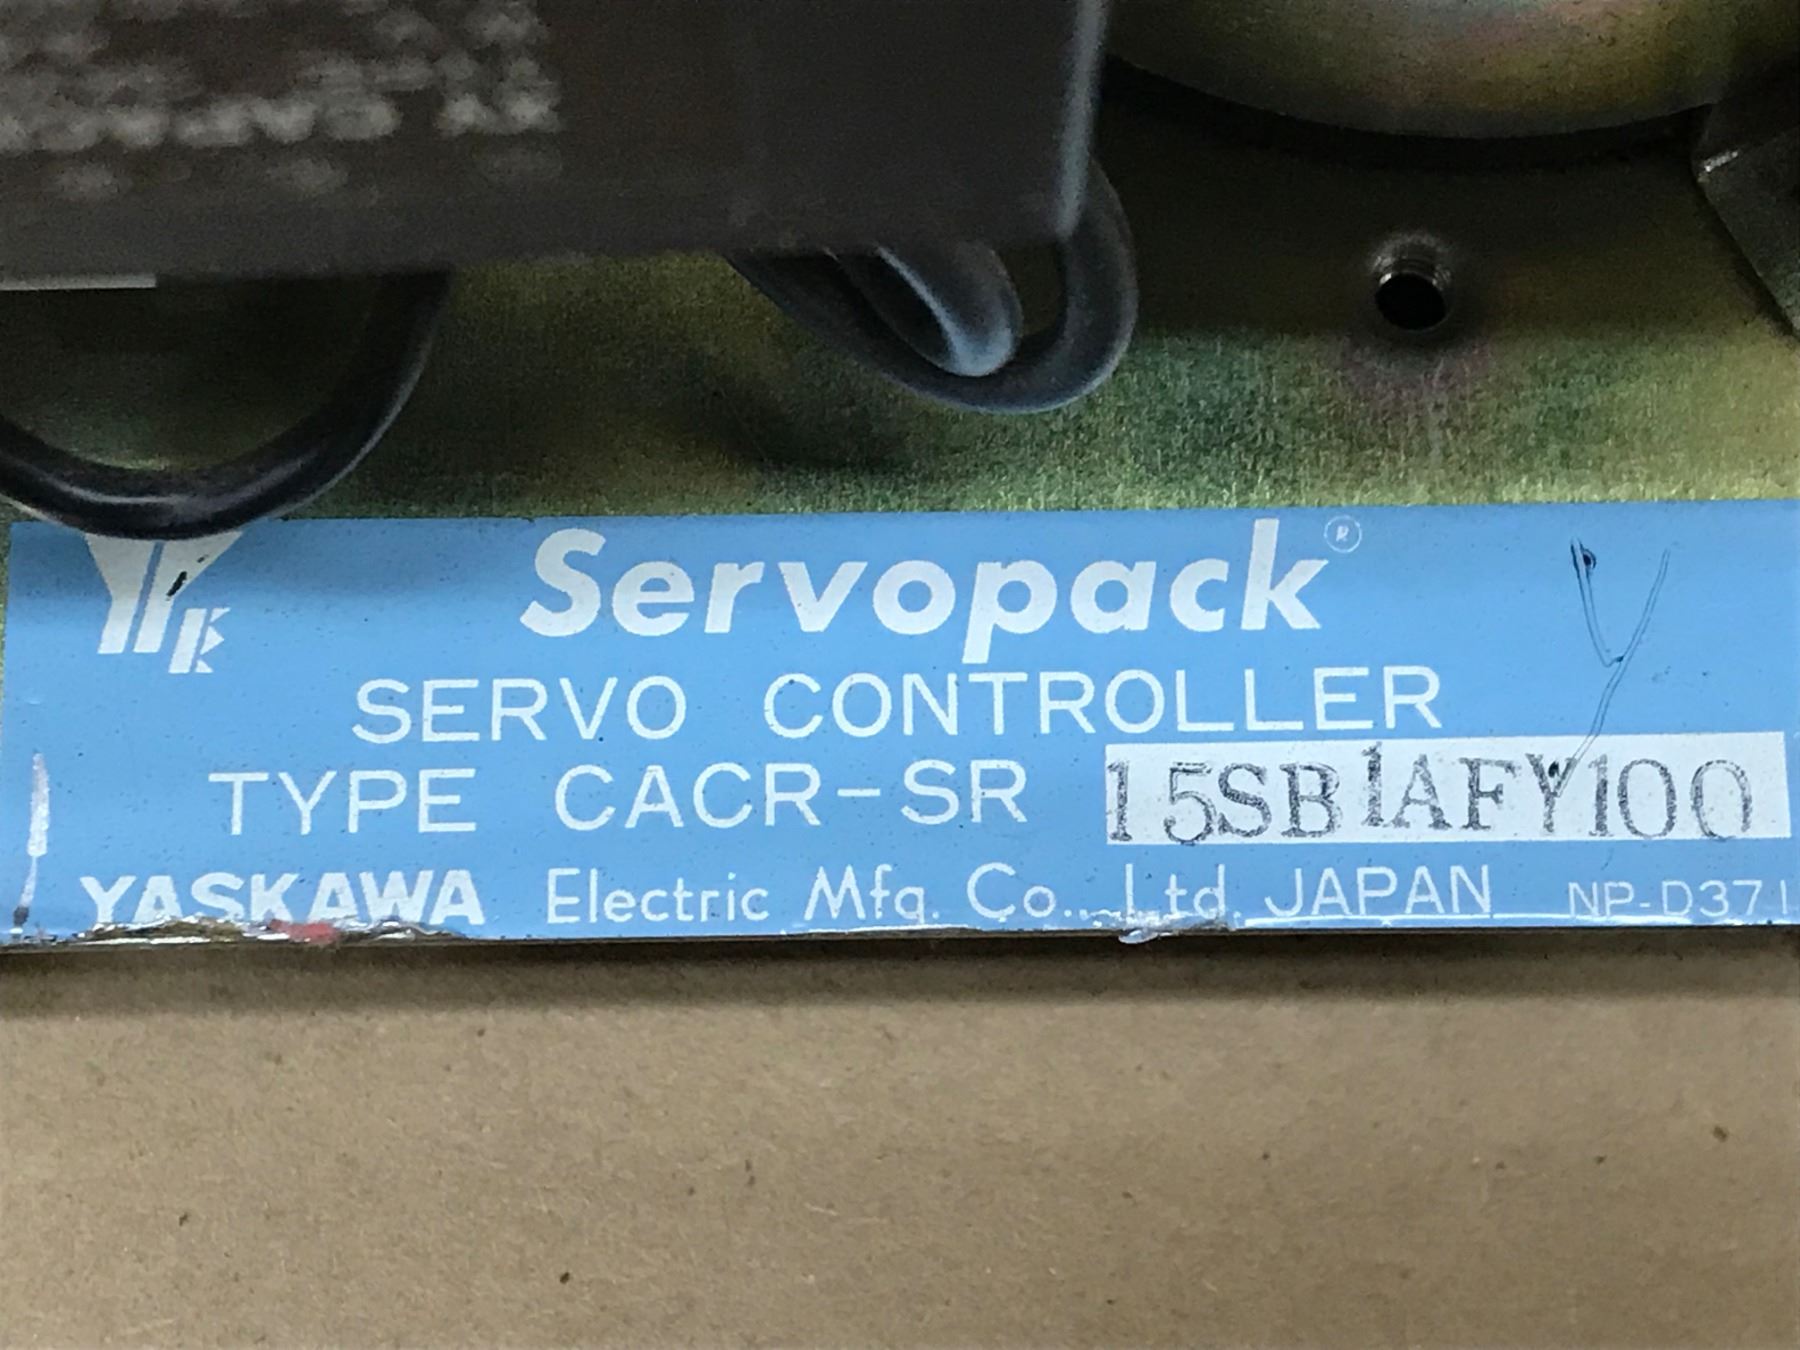 Servopack®
SERVO CONTROLLER
TYPE CACR-SR 15SB1AFY100
YASKAWA Electric Mfg. Co., Ltd. JAPAN NP-D371